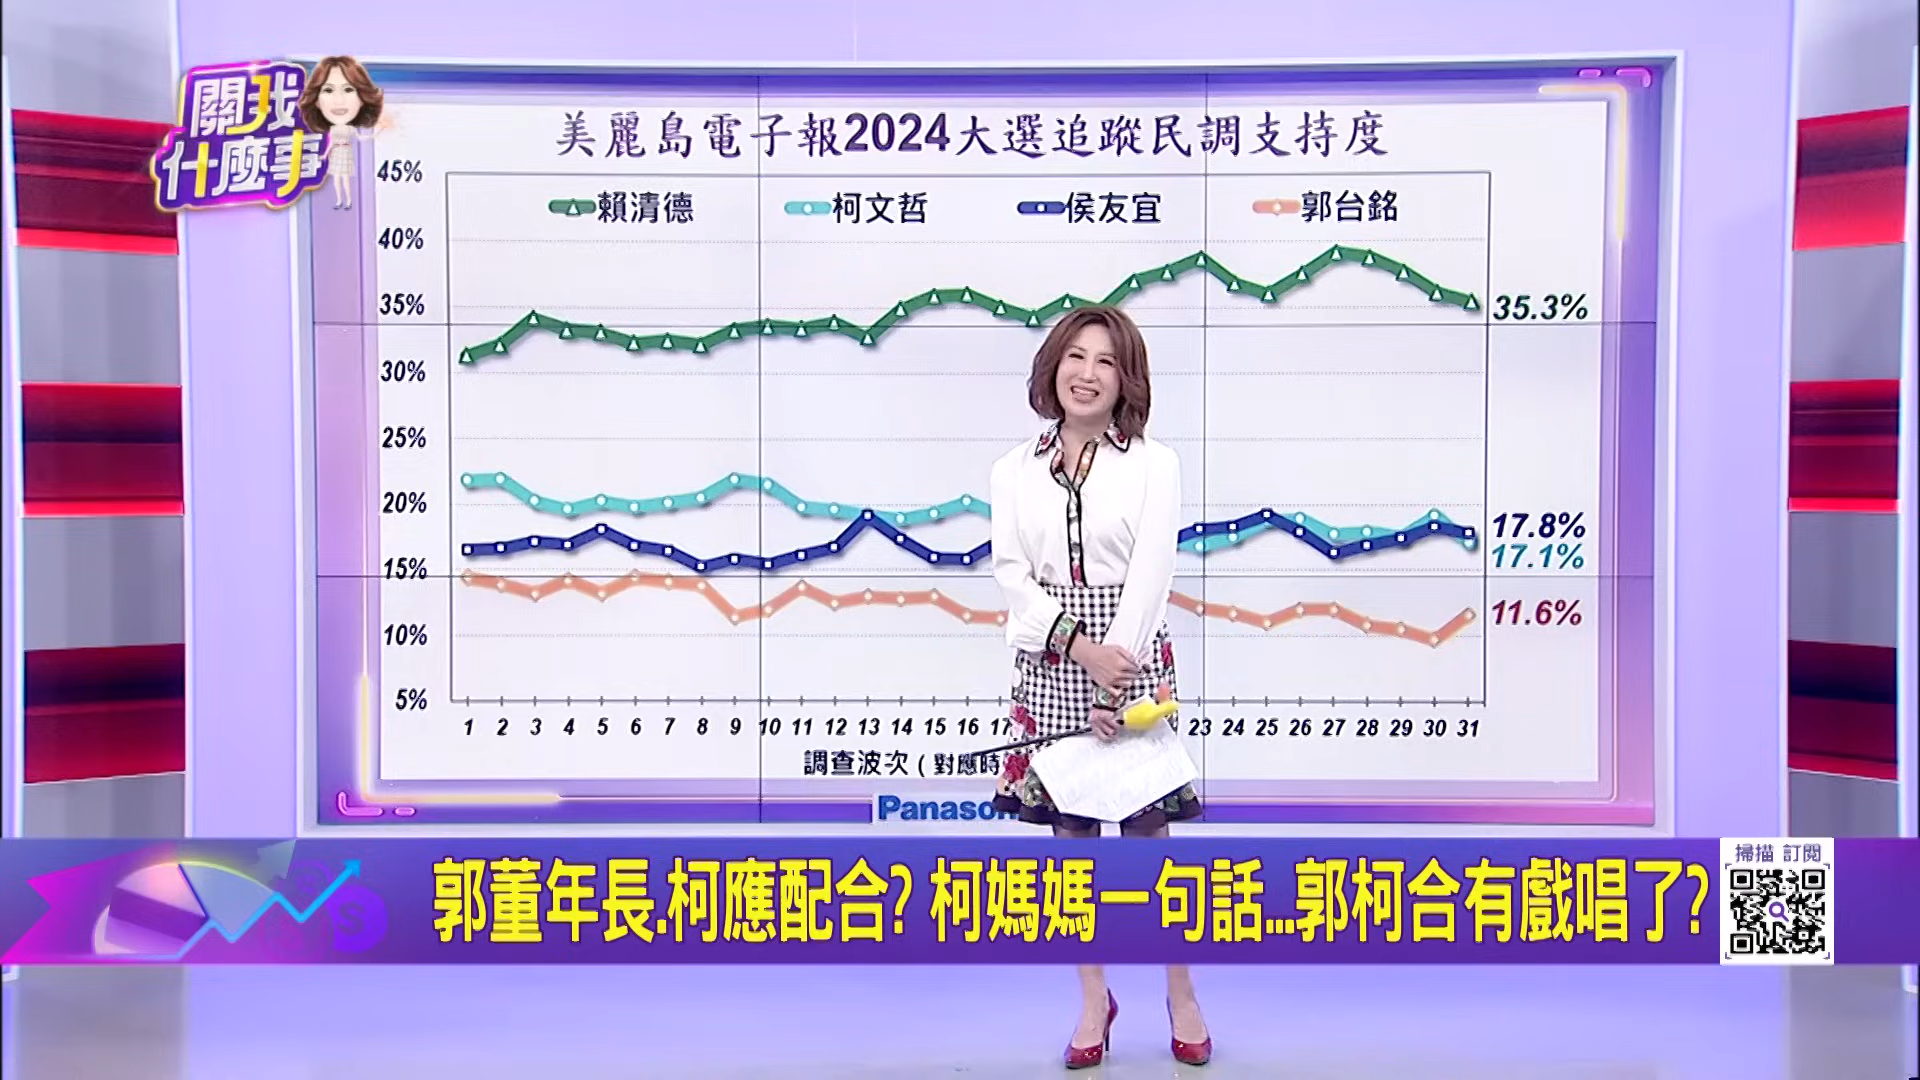 關我
什麼事
美麗島電子報2024大選追蹤民調支持度
賴清德 柯文哲 侯友宜 郭台銘
45%
40%
35%
30%
25%
20%
15%
10%
5%
35.3%
17.8%
17.1%
11.6%
1 2 3 4 5 6 7 8 9 10 11 12 13 14 15 16 17 23 24 25 26 27 28 29 30 31
調查波次(對應時
Panason
掃描 訂閱
郭董年長.柯應配合? 柯媽媽一句話...郭柯合有戲唱了?